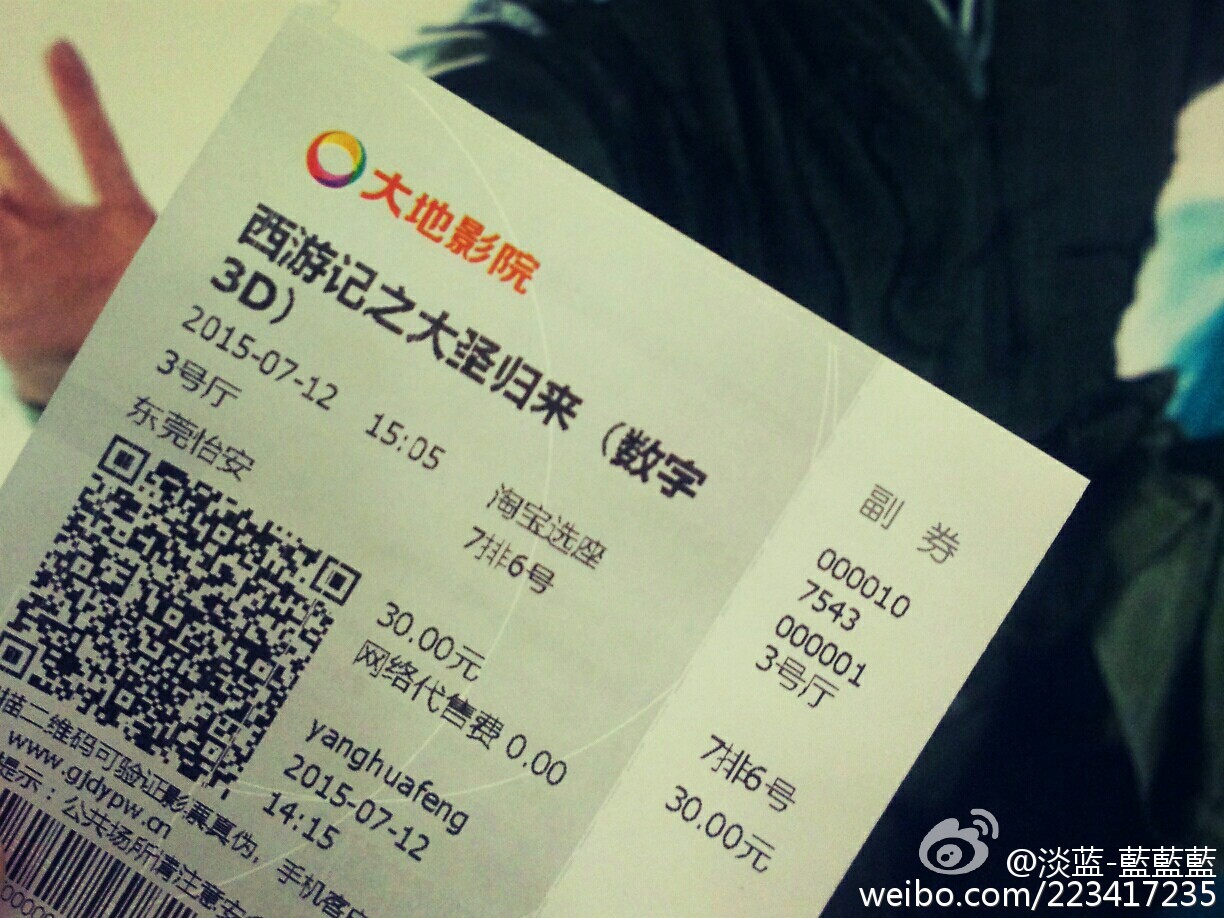 大地影院
西游记之大圣归来（数字
3D）
2015-07-12 15:05
3号厅 淘宝选座
东莞怡安 7排6号
30.00元
网络代售费 0.00
yanghuafeng
2015-07-12
14:15
描二维码可验证影票真伪，手机客户
www.gjdypw.cn
提示：公共场所请注意安全
副 券
000010
7543
000001
3号厅
7排6号
30.00元
@淡蓝-藍藍藍
weibo.com/223417235